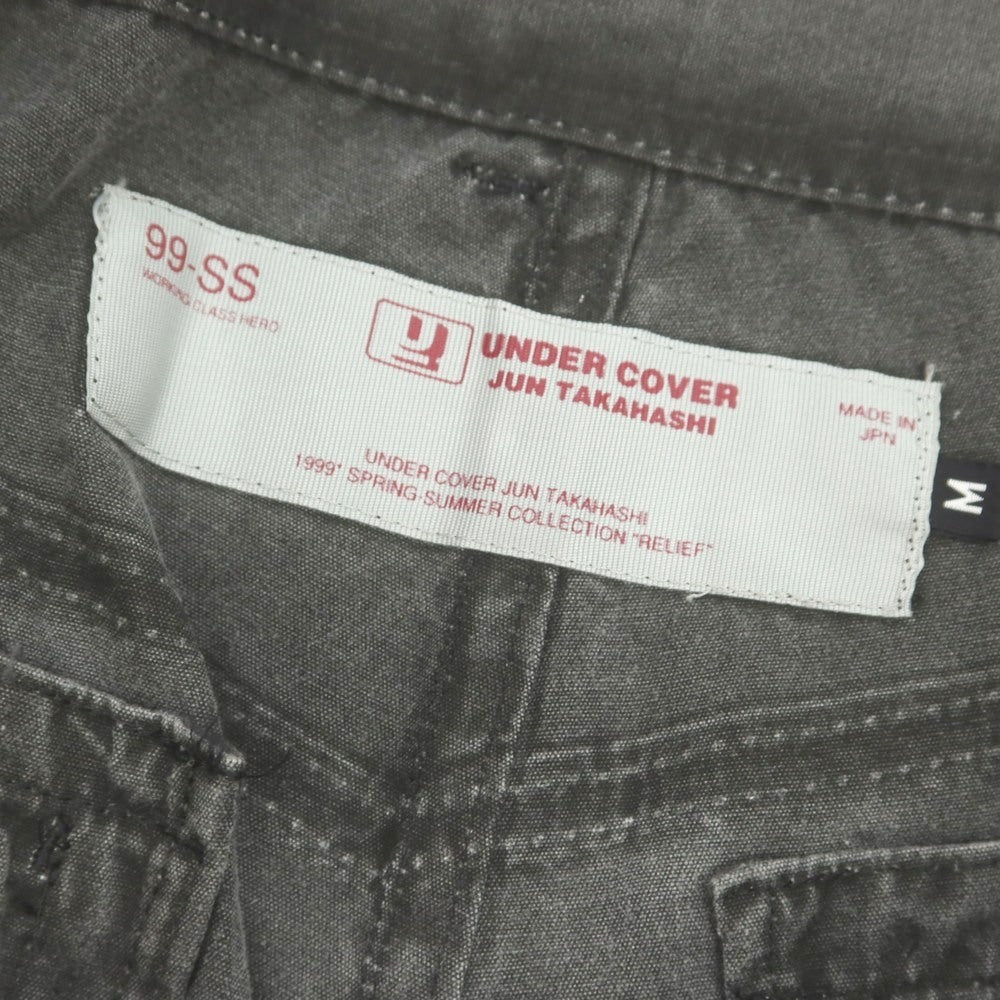 99-SS
WORKING CLASS HERO
UNDER COVER
JUN TAKAHASHI
MADE IN
JPN
UNDER COVER JUN TAKAHASHI
1999' SPRING-SUMMER COLLECTION "RELIEF"
M